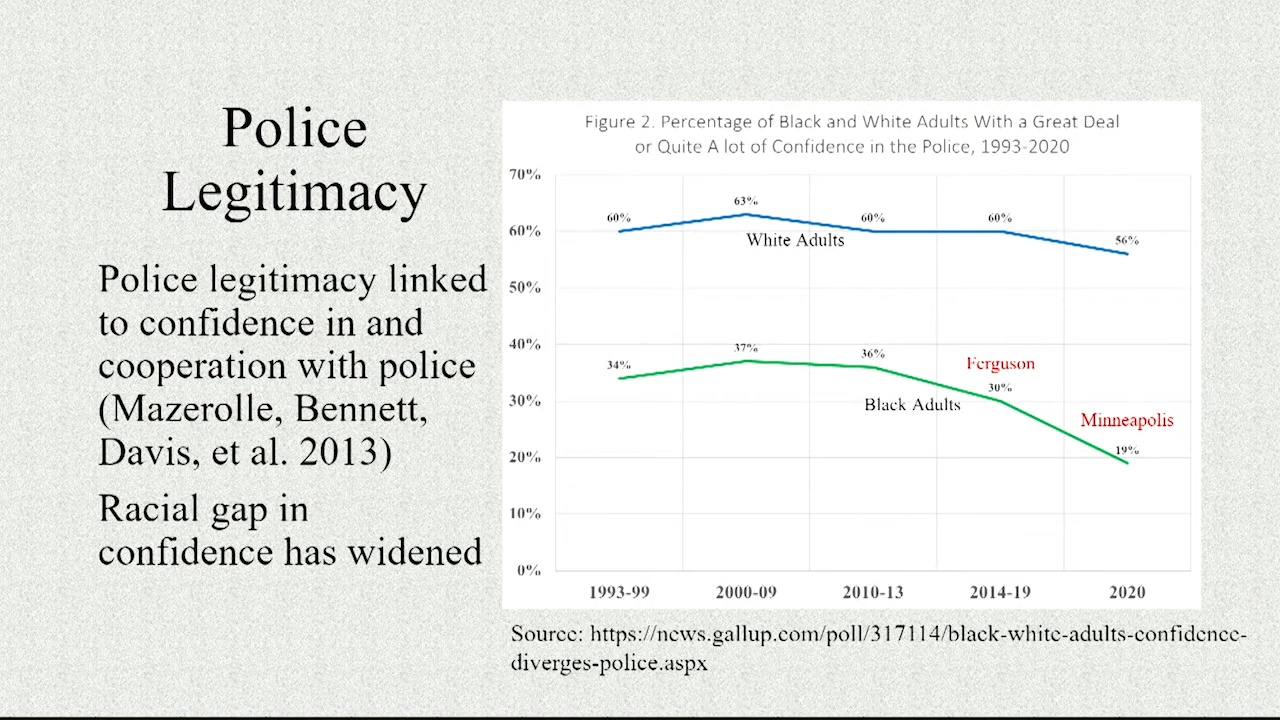 Police
Legitimacy
Police legitimacy linked
to confidence in and
cooperation with police
(Mazerolle, Bennett,
Davis, et al. 2013)
Racial gap in
confidence has widened
Figure 2. Percentage of Black and White Adults With a Great Deal
or Quite A lot of Confidence in the Police, 1993-2020
70%
60%
50%
40%
30%
20%
10%
0%
60%
63%
60%
60%
56%
White Adults
34%
37%
36%
30%
19%
Black Adults
Ferguson
Minneapolis
1993-99 2000-09 2010-13 2014-19 2020
Source: https://news.gallup.com/poll/317114/black-white-adults-confidence-
diverges-police.aspx